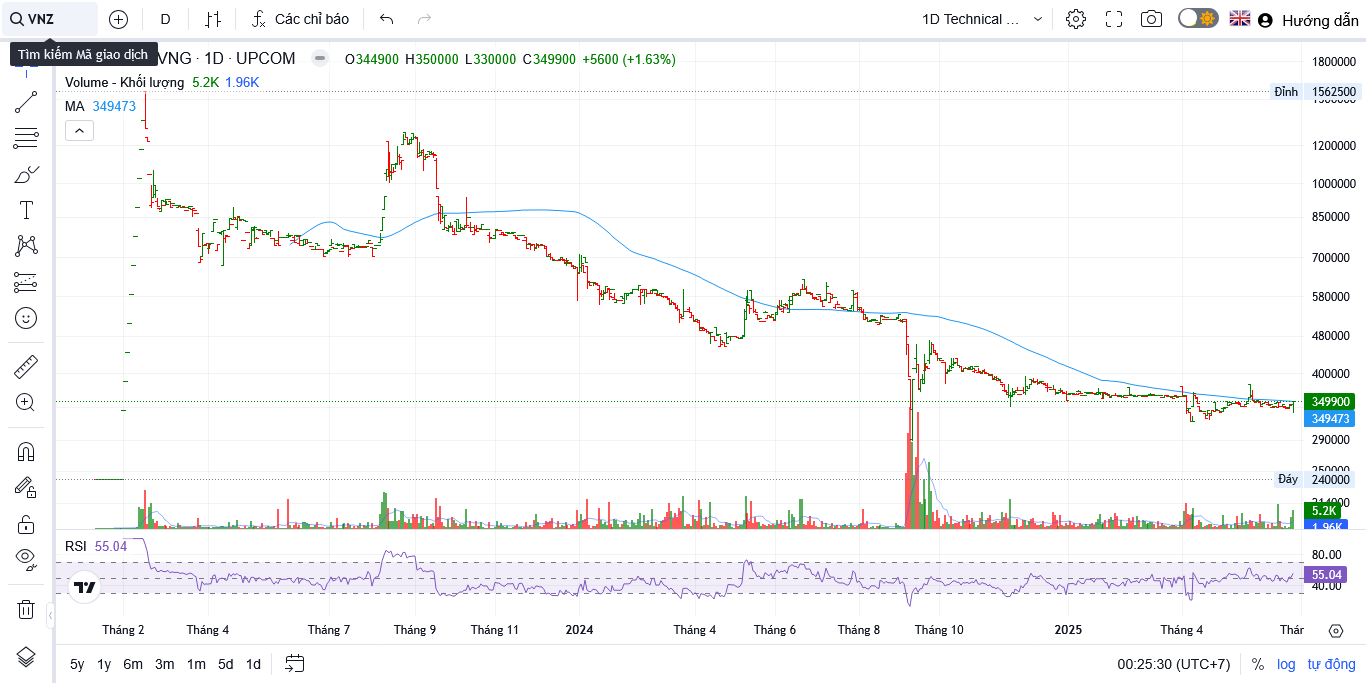 VNZ D Các chỉ báo 1D Technical ... Hướng dẫn
Tìm kiếm Mã giao dịch
VNG · 1D · UPCOM O344900 H350000 L330000 C349900 +5600 (+1.63%)
Volume - Khối lượng 5.2K 1.96K
MA 349473
1800000
Đỉnh 1562500
1200000
1000000
850000
700000
580000
480000
400000
349900
349473
290000
250000
Đáy 240000
5.2K
1.96K
RSI 55.04
80.00
55.04
40.00
Tháng 2 Tháng 4 Tháng 7 Tháng 9 Tháng 11 2024 Tháng 4 Tháng 6 Tháng 8 Tháng 10 2025 Tháng 4 Thár
5y 1y 6m 3m 1m 5d 1d 00:25:30 (UTC+7) % log tự động